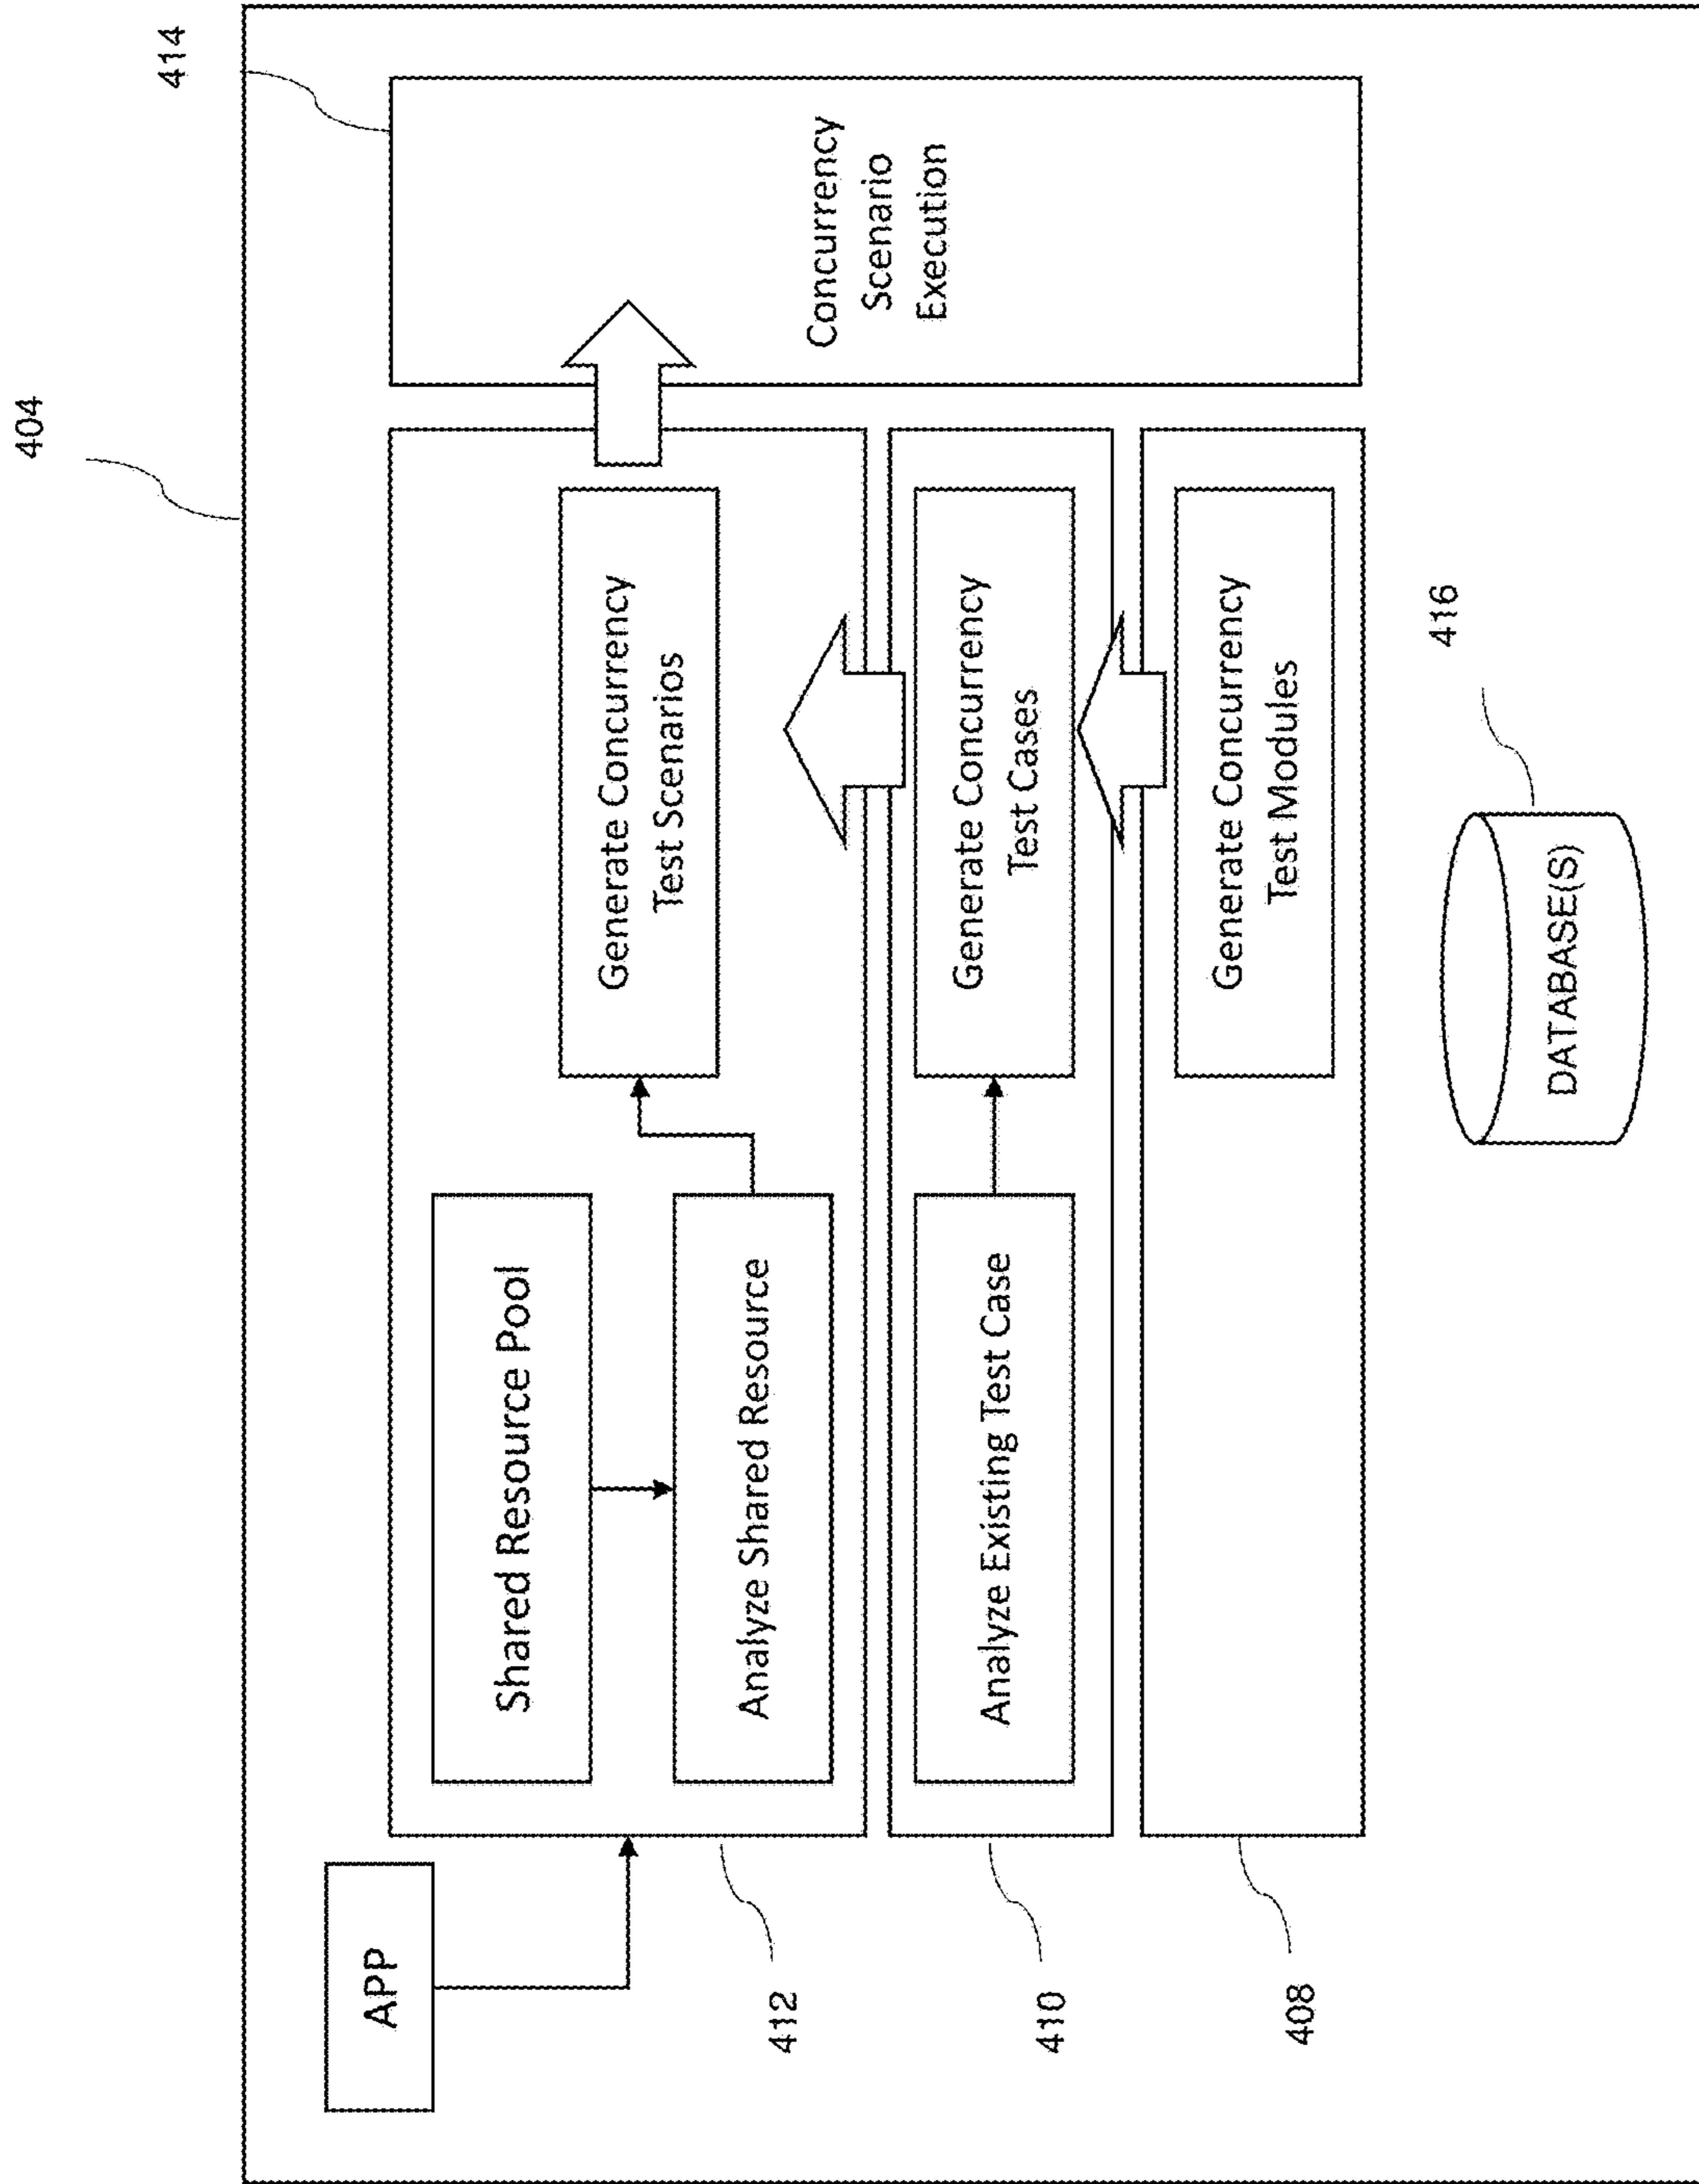 404
414
APP
Shared Resource Pool
Analyze Shared Resource
Generate Concurrency
Test Scenarios
Concurrency
Scenario
Execution
412
Analyze Existing Test Case
Generate Concurrency
Test Cases
410
Generate Concurrency
Test Modules
408
DATABASE(S)
416